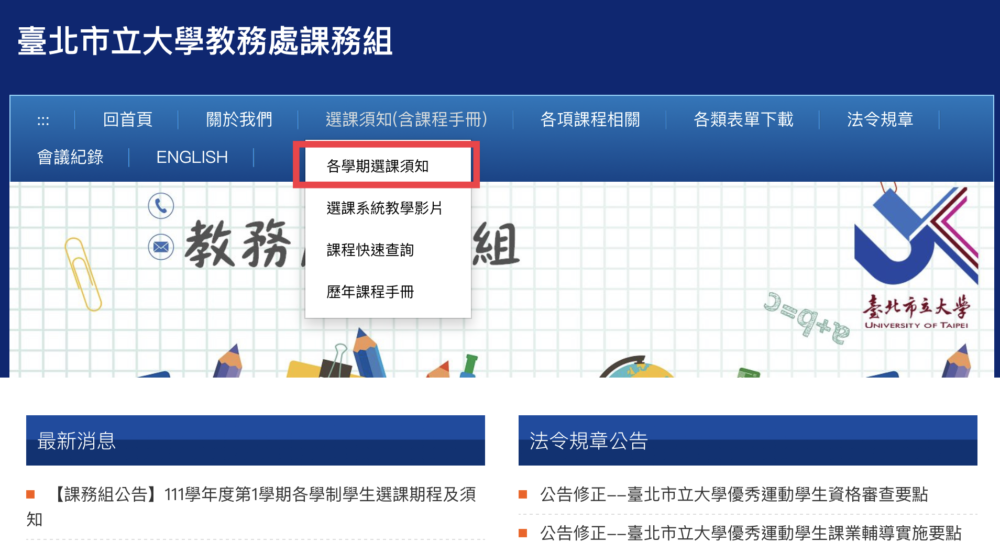 臺北市立大學教務處課務組
:::
回首頁
關於我們
選課須知(含課程手冊)
各項課程相關
各類表單下載
法令規章
會議紀錄
ENGLISH
各學期選課須知
選課系統教學影片
課程快速查詢
歷年課程手冊
教務
組
c=q+a
臺北市立大學
UNIVERSITY OF TAIPEI
最新消息
【課務組公告】111學年度第1學期各學制學生選課期程及須
知
法令規章公告
公告修正––臺北市立大學優秀運動學生資格審查要點
公告修正––臺北市立大學優秀運動學生課業輔導實施要點